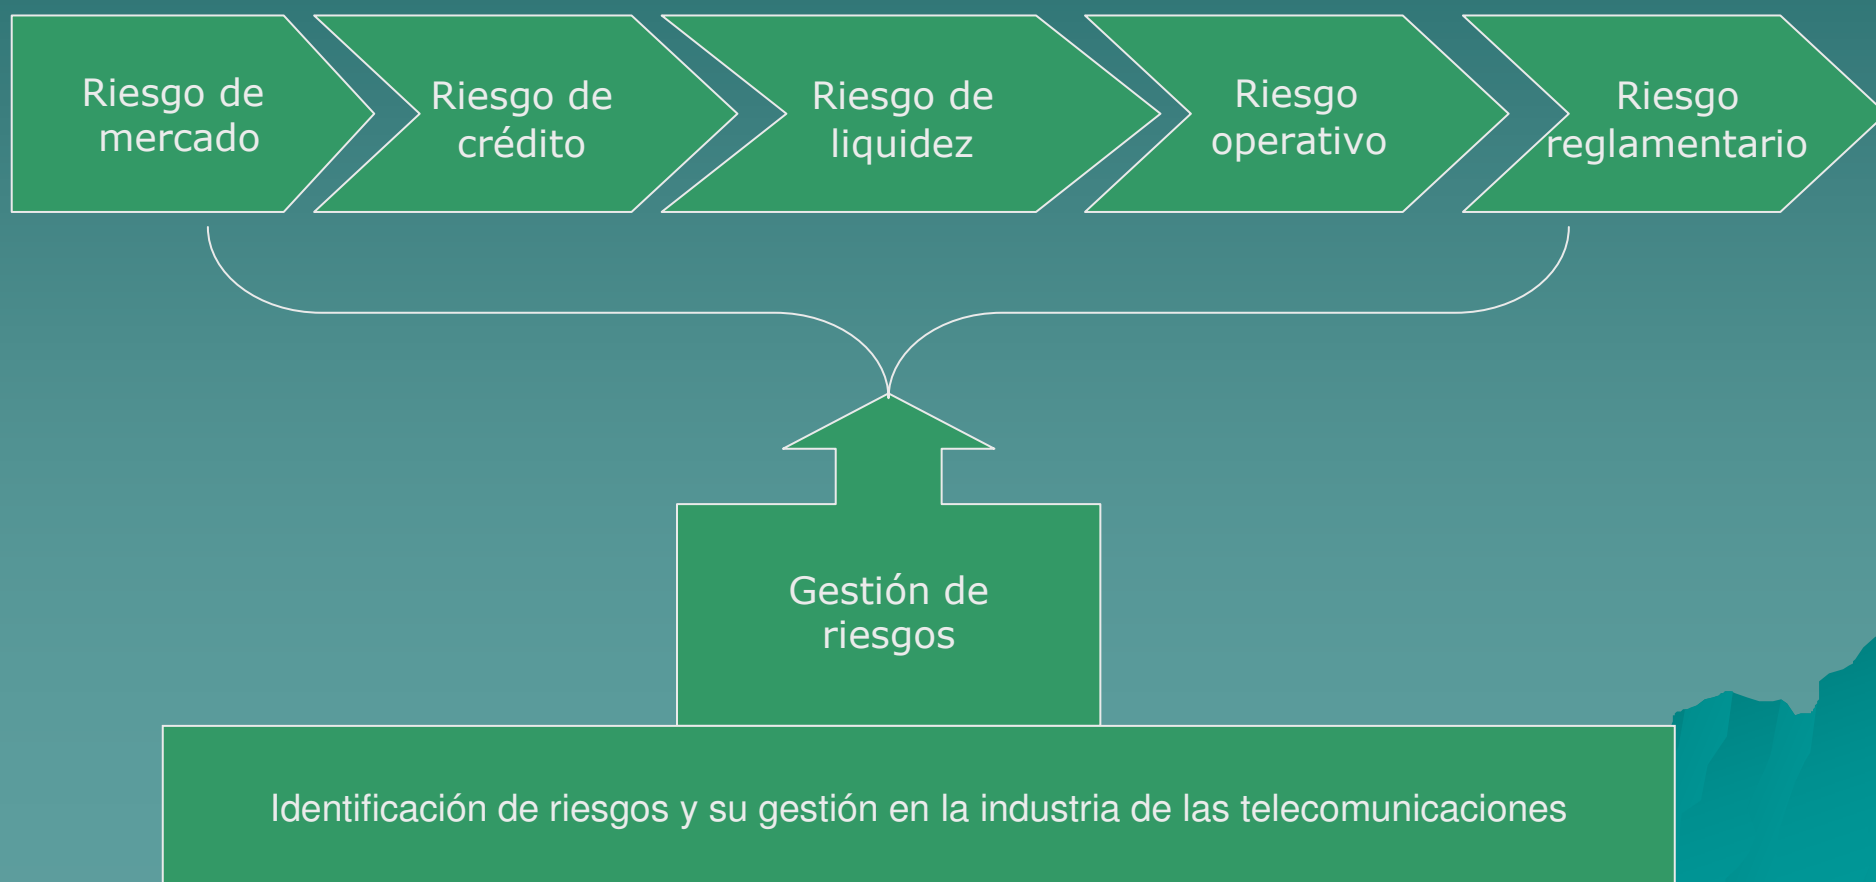 Riesgo de
mercado
Riesgo de
crédito
Riesgo de
liquidez
Riesgo
operativo
Riesgo
reglamentario
Gestión de
riesgos
Identificación de riesgos y su gestión en la industria de las telecomunicaciones